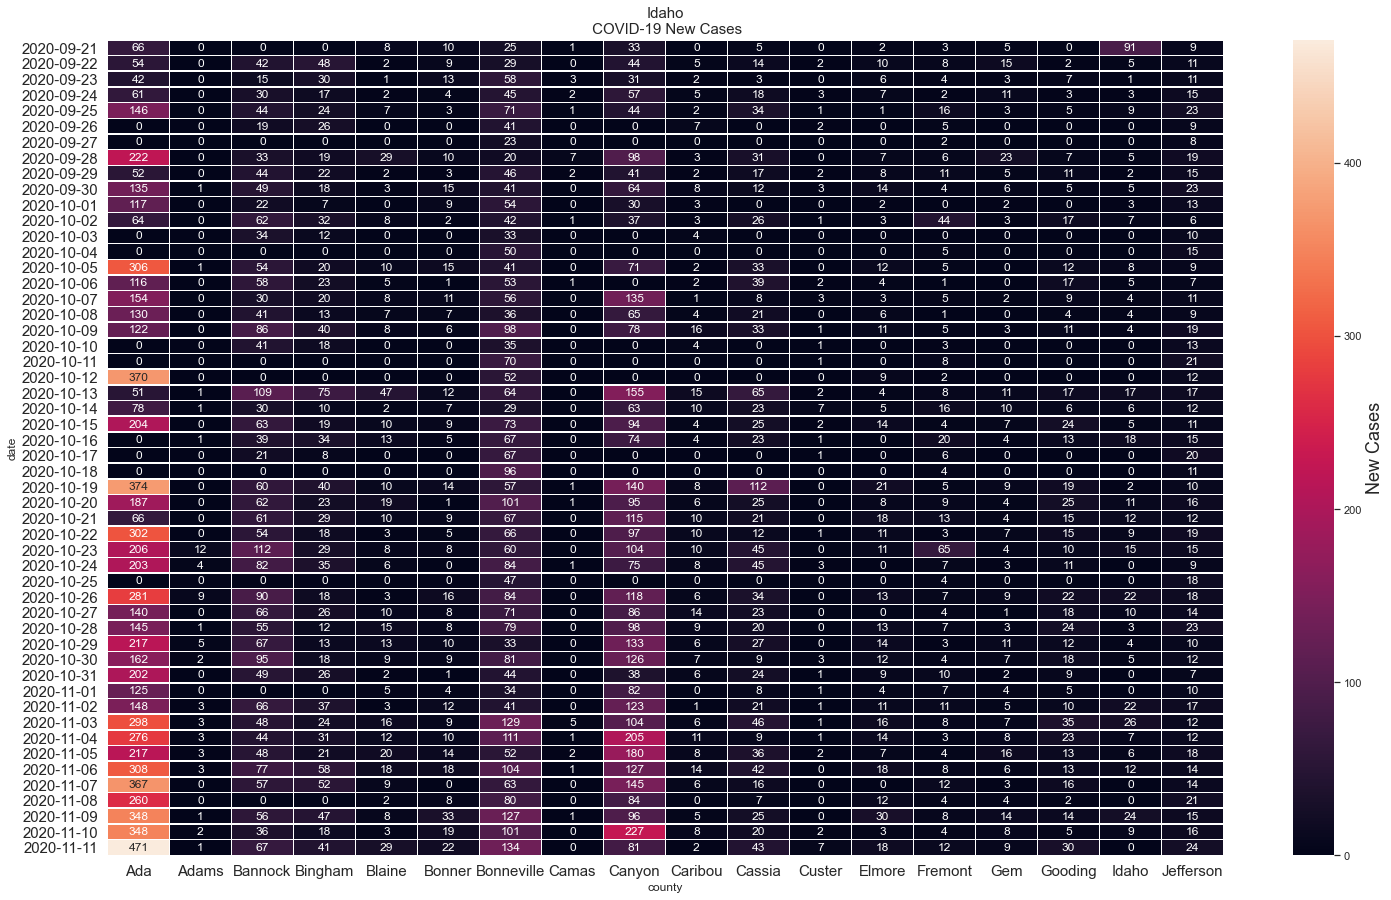 Idaho
COVID-19 New Cases
2020-09-21 66 0 0 0 8 10 25 1 33 0 5 0 2 3 5 0 91 9
2020-09-22 54 0 42 48 2 9 29 0 44 5 14 2 10 8 15 2 5 11
2020-09-23 42 0 15 30 1 13 58 3 31 2 3 0 6 4 3 7 1 11
2020-09-24 61 0 30 17 2 4 45 2 57 5 18 3 7 2 11 3 3 15
2020-09-25 146 0 44 24 7 3 71 1 44 2 34 1 1 16 3 5 9 23
2020-09-26 0 0 19 26 0 0 41 0 0 7 0 2 0 5 0 0 0 9
2020-09-27 0 0 0 0 0 0 23 0 0 0 0 0 0 2 0 0 0 8
2020-09-28 222 0 33 19 29 10 20 7 98 3 31 0 7 6 23 7 5 19
2020-09-29 52 0 44 22 2 3 46 2 41 2 17 2 8 11 5 11 2 15
2020-09-30 135 1 49 18 3 15 41 0 64 8 12 3 14 4 6 5 5 23
2020-10-01 117 0 22 7 0 9 54 0 30 3 0 0 2 0 2 0 3 13
2020-10-02 64 0 62 32 8 2 42 1 37 3 26 1 3 44 3 17 7 6
2020-10-03 0 0 34 12 0 0 33 0 0 4 0 0 0 0 0 0 0 10
2020-10-04 0 0 0 0 0 0 50 0 0 0 0 0 0 5 0 0 0 15
2020-10-05 306 1 54 20 10 15 41 0 71 2 33 0 12 5 0 12 8 9
2020-10-06 116 0 58 23 5 1 53 1 0 2 39 2 4 1 0 17 5 7
2020-10-07 154 0 30 20 8 11 56 0 135 1 8 3 3 5 2 9 4 11
2020-10-08 130 0 41 13 7 7 36 0 65 4 21 0 6 1 0 4 4 9
2020-10-09 122 0 86 40 8 6 98 0 78 16 33 1 11 5 3 11 4 19
2020-10-10 0 0 41 18 0 0 35 0 0 4 0 1 0 3 0 0 0 13
2020-10-11 0 0 0 0 0 0 70 0 0 0 0 1 0 8 0 0 0 21
2020-10-12 370 0 0 0 0 0 52 0 0 0 0 0 9 2 0 0 0 12
2020-10-13 51 1 109 75 47 12 64 0 155 15 65 2 4 8 11 17 17 17
2020-10-14 78 1 30 10 2 7 29 0 63 10 23 7 5 16 10 6 6 12
2020-10-15 204 0 63 19 10 9 73 0 94 4 25 2 14 4 7 24 5 11
2020-10-16 0 1 39 34 13 5 67 0 74 4 23 1 0 20 4 13 18 15
2020-10-17 0 0 21 8 0 0 67 0 0 0 0 1 0 6 0 0 0 20
2020-10-18 0 0 0 0 0 0 96 0 0 0 0 0 0 4 0 0 0 11
2020-10-19 374 0 60 40 10 14 57 1 140 8 112 0 21 5 9 19 2 10
2020-10-20 187 0 62 23 19 1 101 1 95 6 25 0 8 9 4 25 11 16
2020-10-21 66 0 61 29 10 9 67 0 115 10 21 0 18 13 4 15 12 12
2020-10-22 302 0 54 18 3 5 66 0 97 10 12 1 11 3 7 15 9 19
2020-10-23 206 12 112 29 8 8 60 0 104 10 45 0 11 65 4 10 15 15
2020-10-24 203 4 82 35 6 0 84 1 75 8 45 3 0 7 3 11 0 9
2020-10-25 0 0 0 0 0 0 47 0 0 0 0 0 0 4 0 0 0 18
2020-10-26 281 9 90 18 3 16 84 0 118 6 34 0 13 7 9 22 22 18
2020-10-27 140 0 66 26 10 8 71 0 86 14 23 0 0 4 1 18 10 14
2020-10-28 145 1 55 12 15 8 79 0 98 9 20 0 13 7 3 24 3 23
2020-10-29 217 5 67 13 13 10 33 0 133 6 27 0 14 3 11 12 4 10
2020-10-30 162 2 95 18 9 9 81 0 126 7 9 3 12 4 7 18 5 12
2020-10-31 202 0 49 26 2 1 44 0 38 6 24 1 9 10 2 9 0 7
2020-11-01 125 0 0 0 5 4 34 0 82 0 8 1 4 7 4 5 0 10
2020-11-02 148 3 66 37 3 12 41 0 123 1 21 1 11 11 5 10 22 17
2020-11-03 298 3 48 24 16 9 129 5 104 6 46 1 16 8 7 35 26 12
2020-11-04 276 3 44 31 12 10 111 1 205 11 9 1 14 3 8 23 7 12
2020-11-05 217 3 48 21 20 14 52 2 180 8 36 2 7 4 16 13 6 18
2020-11-06 308 3 77 58 18 18 104 1 127 14 42 0 18 8 6 13 12 14
2020-11-07 367 0 57 52 9 0 63 0 145 6 16 0 0 12 3 16 0 14
2020-11-08 260 0 0 0 2 8 80 0 84 0 7 0 12 4 4 2 0 21
2020-11-09 348 1 56 47 8 33 127 1 96 5 25 0 30 8 14 14 24 15
2020-11-10 348 2 36 18 3 19 101 0 227 8 20 2 3 4 8 5 9 16
2020-11-11 471 1 67 41 29 22 134 0 81 2 43 7 18 12 9 30 0 24
Ada Adams Bannock Bingham Blaine Bonner Bonneville Camas Canyon Caribou Cassia Custer Elmore Fremont Gem Gooding Idaho Jefferson
county
date
400
300
200
100
0
New Cases